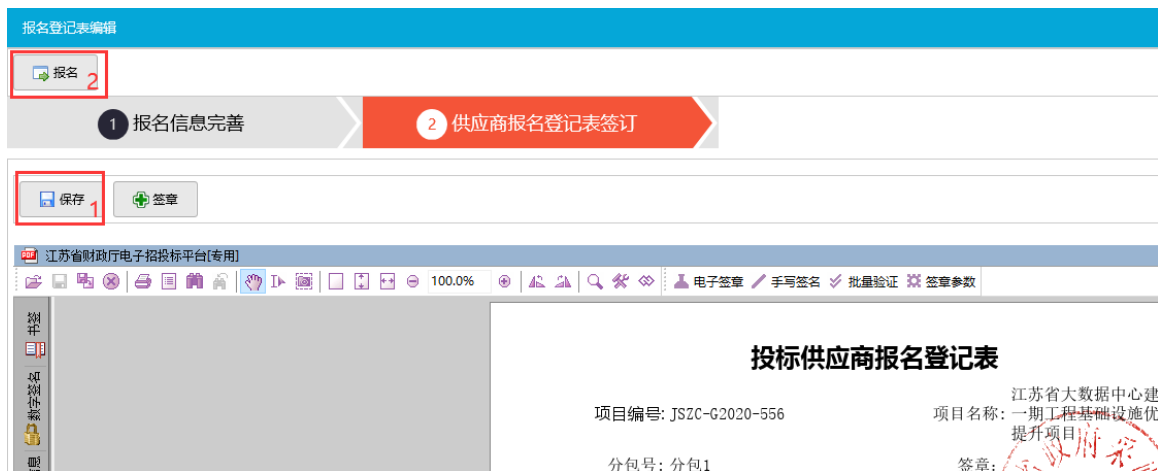 报名登记表编辑
报名 2
1 报名信息完善
2 供应商报名登记表签订
保存 1
签章
江苏省财政厅电子招投标平台[专用]
100.0%
电子签章 手写签名 批量验证 签章参数
书签
数字签名
投标供应商报名登记表
项目编号: JSZC-G2020-556
项目名称:
江苏省大数据中心建
一期工程基础设施优
提升项目
分包号: 分包1
签章:
政府采